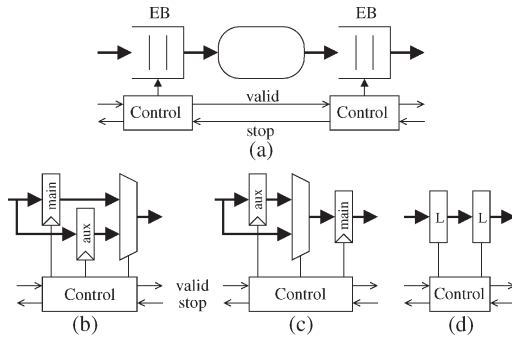 EB EB
valid
Control Control
stop
(a)
main aux
aux main
L L
Control valid Control Control
stop
(b) (c) (d)